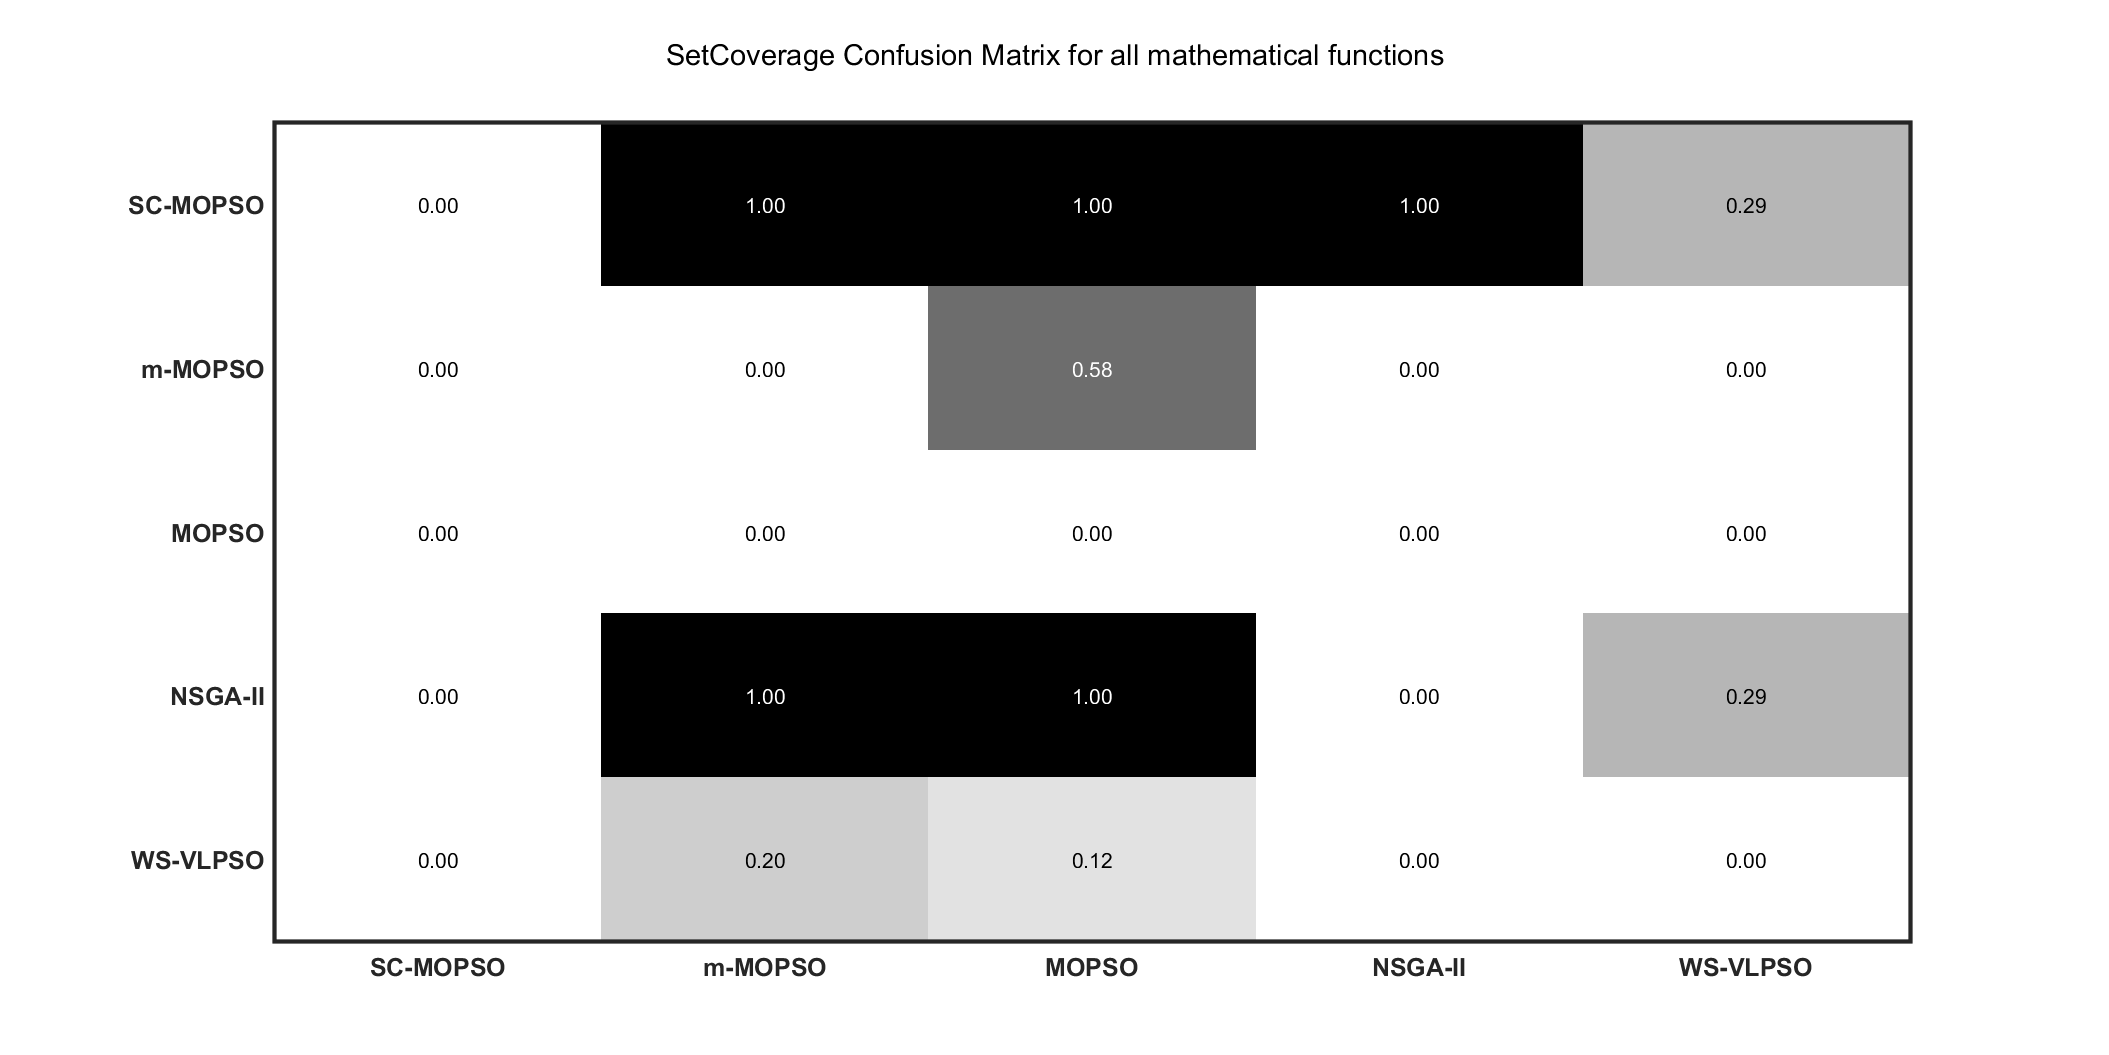 SetCoverage Confusion Matrix for all mathematical functions
SC-MOPSO 0.00 1.00 1.00 1.00 0.29
m-MOPSO 0.00 0.00 0.58 0.00 0.00
MOPSO 0.00 0.00 0.00 0.00 0.00
NSGA-II 0.00 1.00 1.00 0.00 0.29
WS-VLPSO 0.00 0.20 0.12 0.00 0.00
SC-MOPSO m-MOPSO MOPSO NSGA-II WS-VLPSO